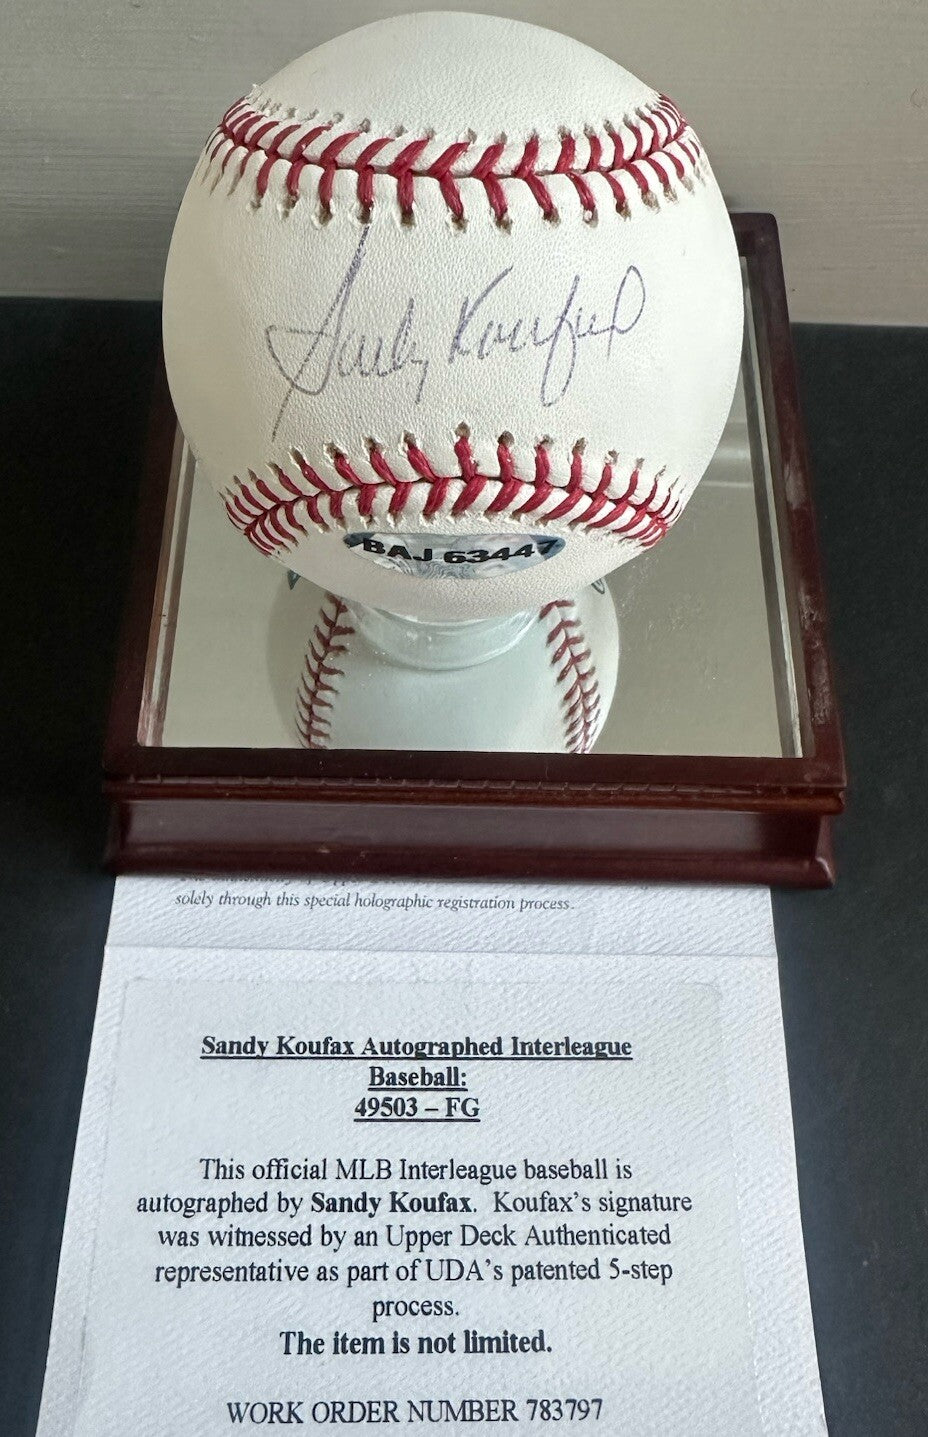 Sandy Koufax
BAJ 63447
solely through this special holographic registration process.
Sandy Koufax Autographed Interleague
Baseball:
49503 – FG
This official MLB Interleague baseball is
autographed by Sandy Koufax. Koufax's signature
was witnessed by an Upper Deck Authenticated
representative as part of UDA's patented 5-step
process.
The item is not limited.
WORK ORDER NUMBER 783797